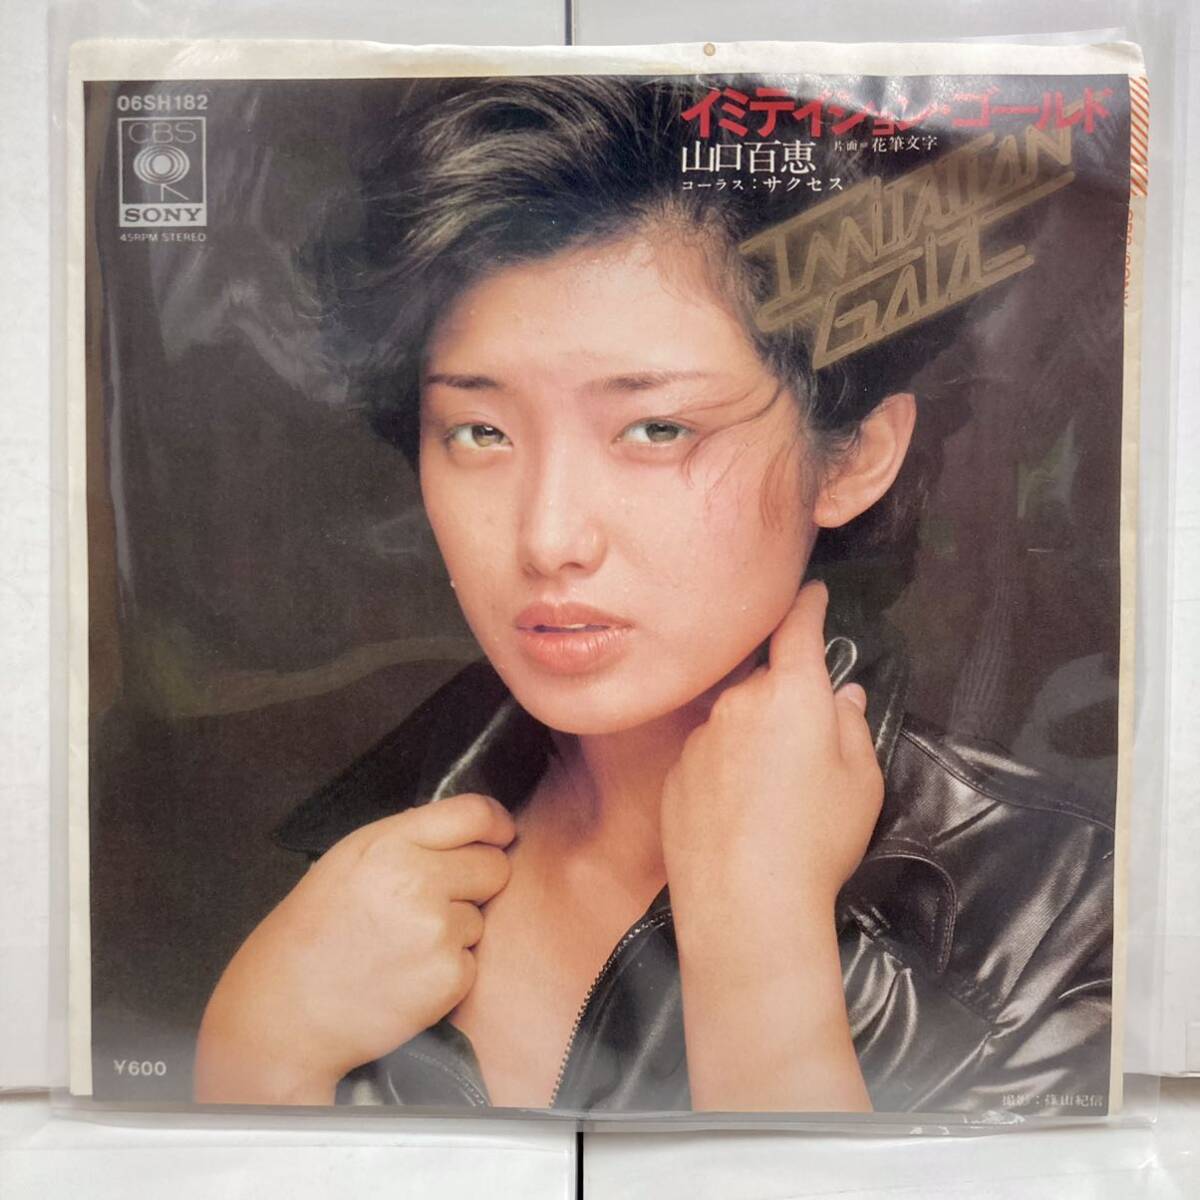 06SH182
CBS
SONY
45RPM STEREO
イミテイション・ゴールド
山口百恵 片面=花筆文字
コーラス:サクセス
IMITATION
GOLD
¥600
撮影:篠山紀信